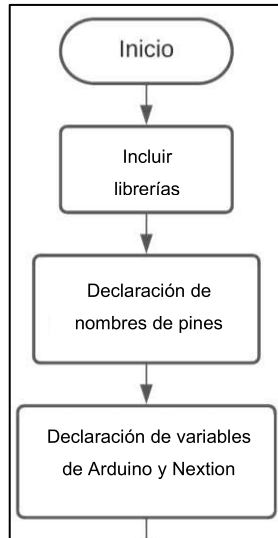 Inicio
Incluir
librerías
Declaración de
nombres de pines
Declaración de variables
de Arduino y Nextion